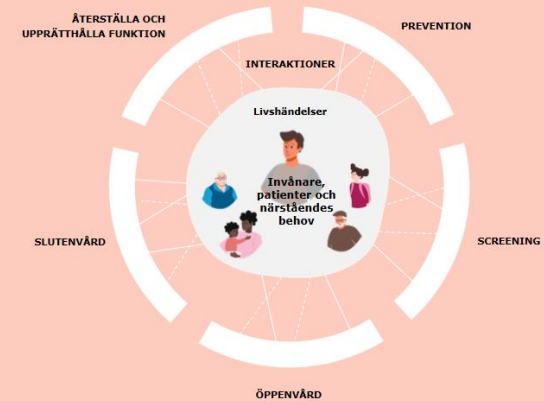 ÅTERSTÄLLA OCH
UPPRÄTTHÅLLA FUNKTION
PREVENTION
INTERAKTIONER
Livshändelser
Invånare,
patienter och
närståendes
behov
SLUTENVÅRD
SCREENING
ÖPPENVÅRD